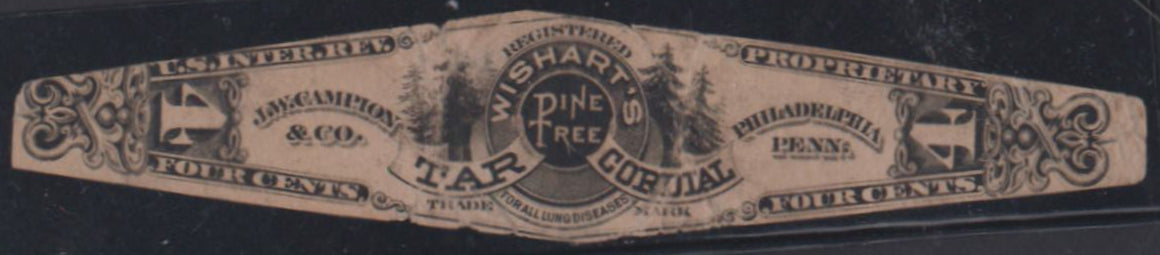 U.S. INTER. REV.
4
J.W. CAMPION
& CO.
FOUR CENTS.
REGISTERED
WISHART'S
PINE
TREE
TAR CORDIAL
FOR ALL LUNG DISEASES
TRADE MARK
PROPRIETARY
PHILADELPHIA
PENN:
4
FOUR CENTS.